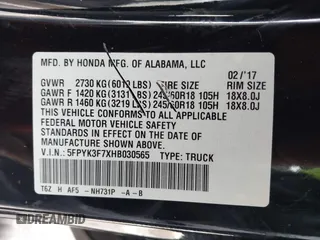 MFD. BY HONDA MFG. OF ALABAMA, LLC
02/'17
GVWR 2730 KG(6019 LBS) TIRE SIZE RIM SIZE
GAWR F 1420 KG(3131 LBS) 245/60R18 105H 18X8.0J
GAWR R 1460 KG(3219 LBS) 245/60R18 105H 18X8.0J
THIS VEHICLE CONFORMS TO ALL APPLICABLE
FEDERAL MOTOR VEHICLE SAFETY STANDARDS
IN EFFECT ON THE DATE OF MANUFACTURE
SHOWN ABOVE.
V.I.N.: 5FPYK3F7XHB030565 TYPE: TRUCK
T6Z H AF5 - NH731P -A -B
DREAMBID